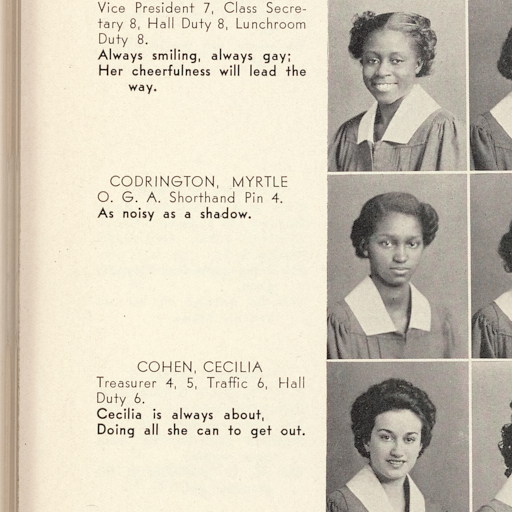 Vice President 7, Class Secre-
tary 8, Hall Duty 8, Lunchroom
Duty 8.
Always smiling, always gay;
Her cheerfulness will lead the
way.
CODRINGTON, MYRTLE
O. G. A. Shorthand Pin 4.
As noisy as a shadow.
COHEN, CECILIA
Treasurer 4, 5, Traffic 6, Hall
Duty 6.
Cecilia is always about,
Doing all she can to get out.